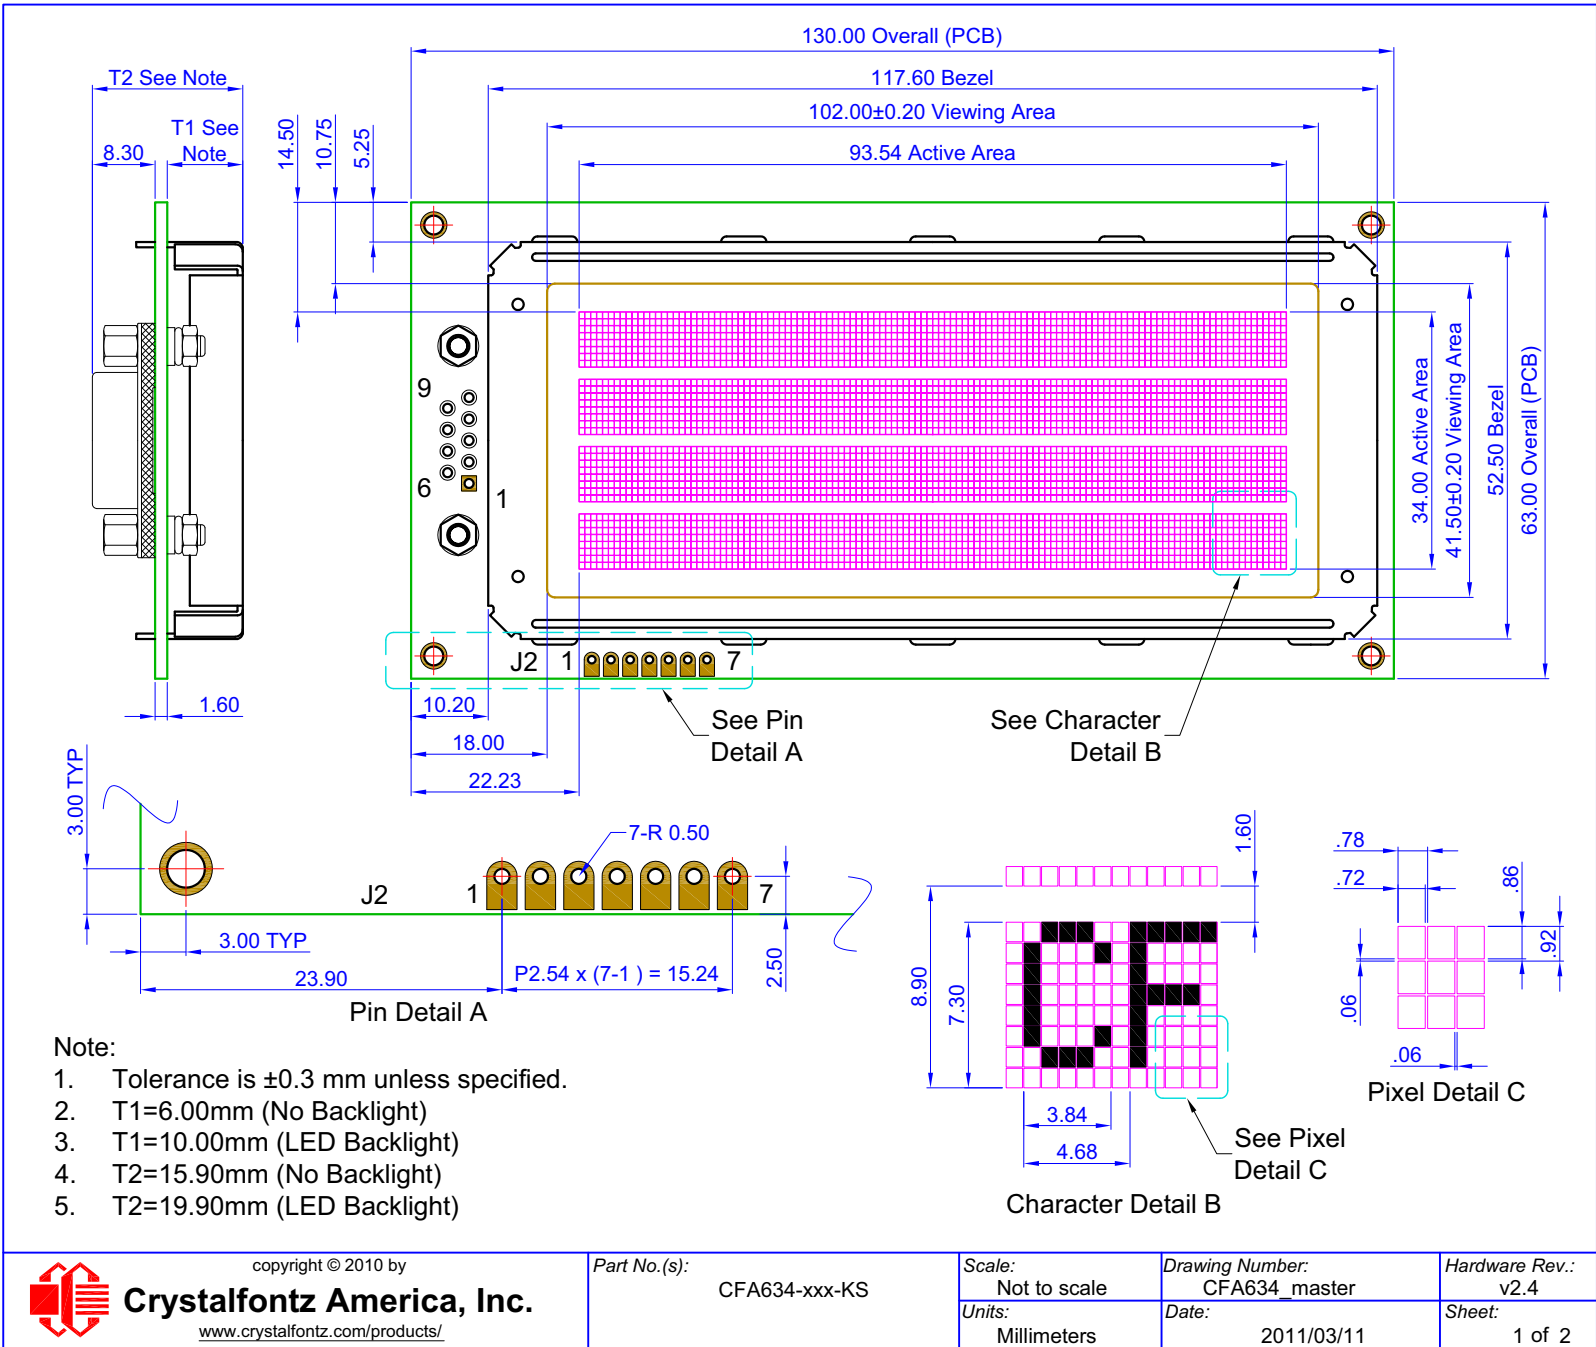 130.00 Overall (PCB)
117.60 Bezel
102.00±0.20 Viewing Area
93.54 Active Area
T2 See Note
T1 See
Note
8.30
14.50
10.75
5.25
9
6
1
34.00 Active Area
41.50±0.20 Viewing Area
52.50 Bezel
63.00 Overall (PCB)
J2
1
7
1.60
10.20
18.00
22.23
See Pin
Detail A
See Character
Detail B
3.00 TYP
7-R 0.50
J2
1
7
3.00 TYP
23.90
P2.54 x (7-1 ) = 15.24
2.50
Pin Detail A
1.60
8.90
7.30
3.84
4.68
See Pixel
Detail C
Character Detail B
.78
.72
.86
.92
.06
.06
Pixel Detail C
Note:
1. Tolerance is ±0.3 mm unless specified.
2. T1=6.00mm (No Backlight)
3. T1=10.00mm (LED Backlight)
4. T2=15.90mm (No Backlight)
5. T2=19.90mm (LED Backlight)
copyright © 2010 by
Crystalfontz America, Inc.
www.crystalfontz.com/products/
Part No.(s):
CFA634-xxx-KS
Scale:
Not to scale
Units:
Millimeters
Drawing Number:
CFA634_master
Date:
2011/03/11
Hardware Rev.:
v2.4
Sheet:
1 of 2